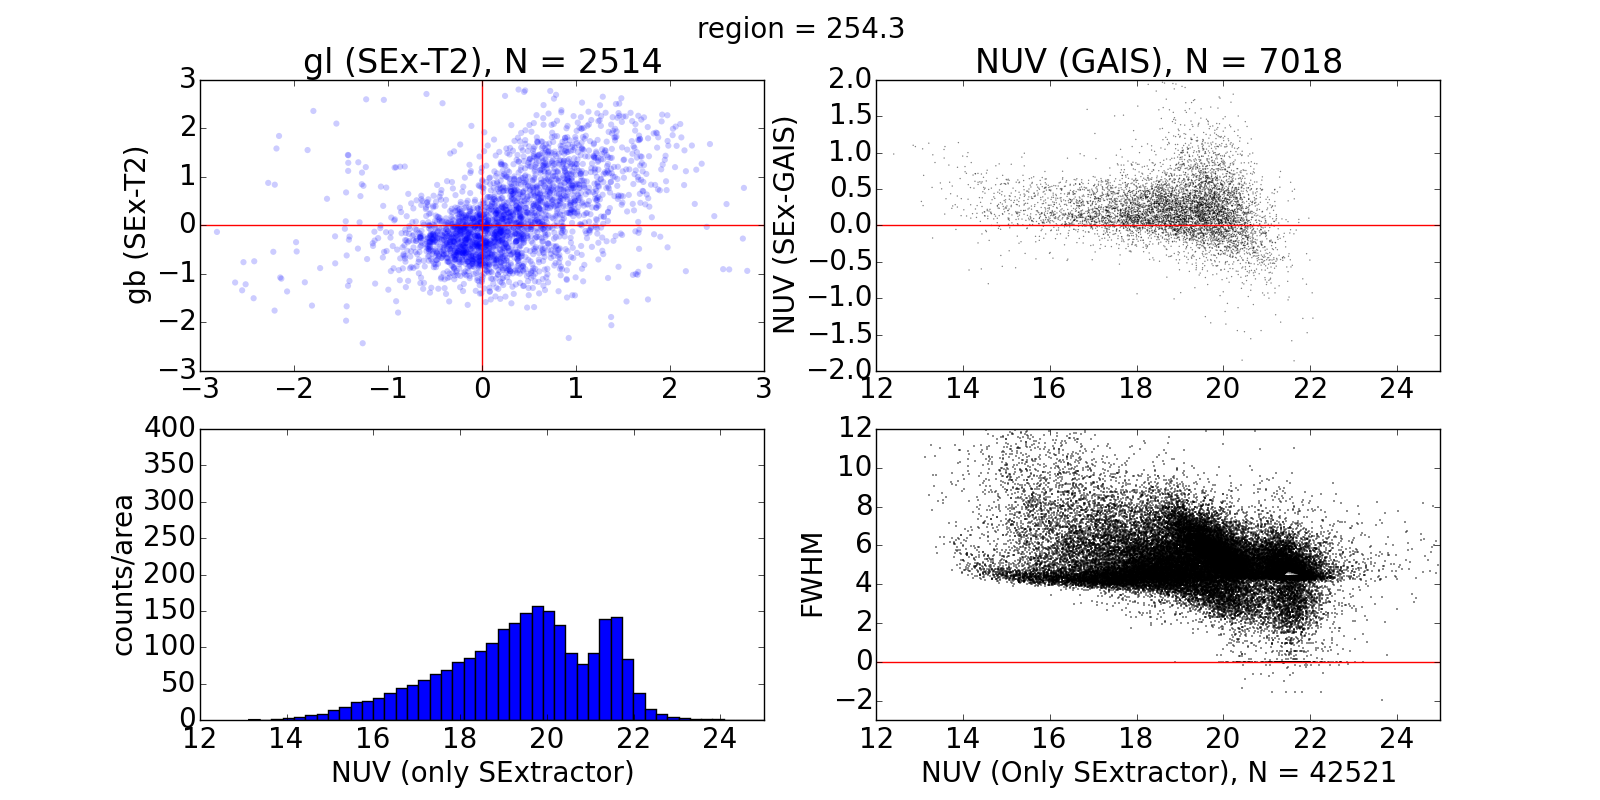 region = 254.3
gl (SEx-T2), N = 2514
3
2
1
0
−1
−2
−3
gb (SEx-T2)
−3 −2 −1 0 1 2 3
NUV (GAIS), N = 7018
2.0
1.5
1.0
0.5
0.0
−0.5
−1.0
−1.5
−2.0
NUV (SEx-GAIS)
12 14 16 18 20 22 24
400
350
300
250
200
150
100
50
0
counts/area
12 14 16 18 20 22 24
NUV (only SExtractor)
12
10
8
6
4
2
0
−2
FWHM
12 14 16 18 20 22 24
NUV (Only SExtractor), N = 42521